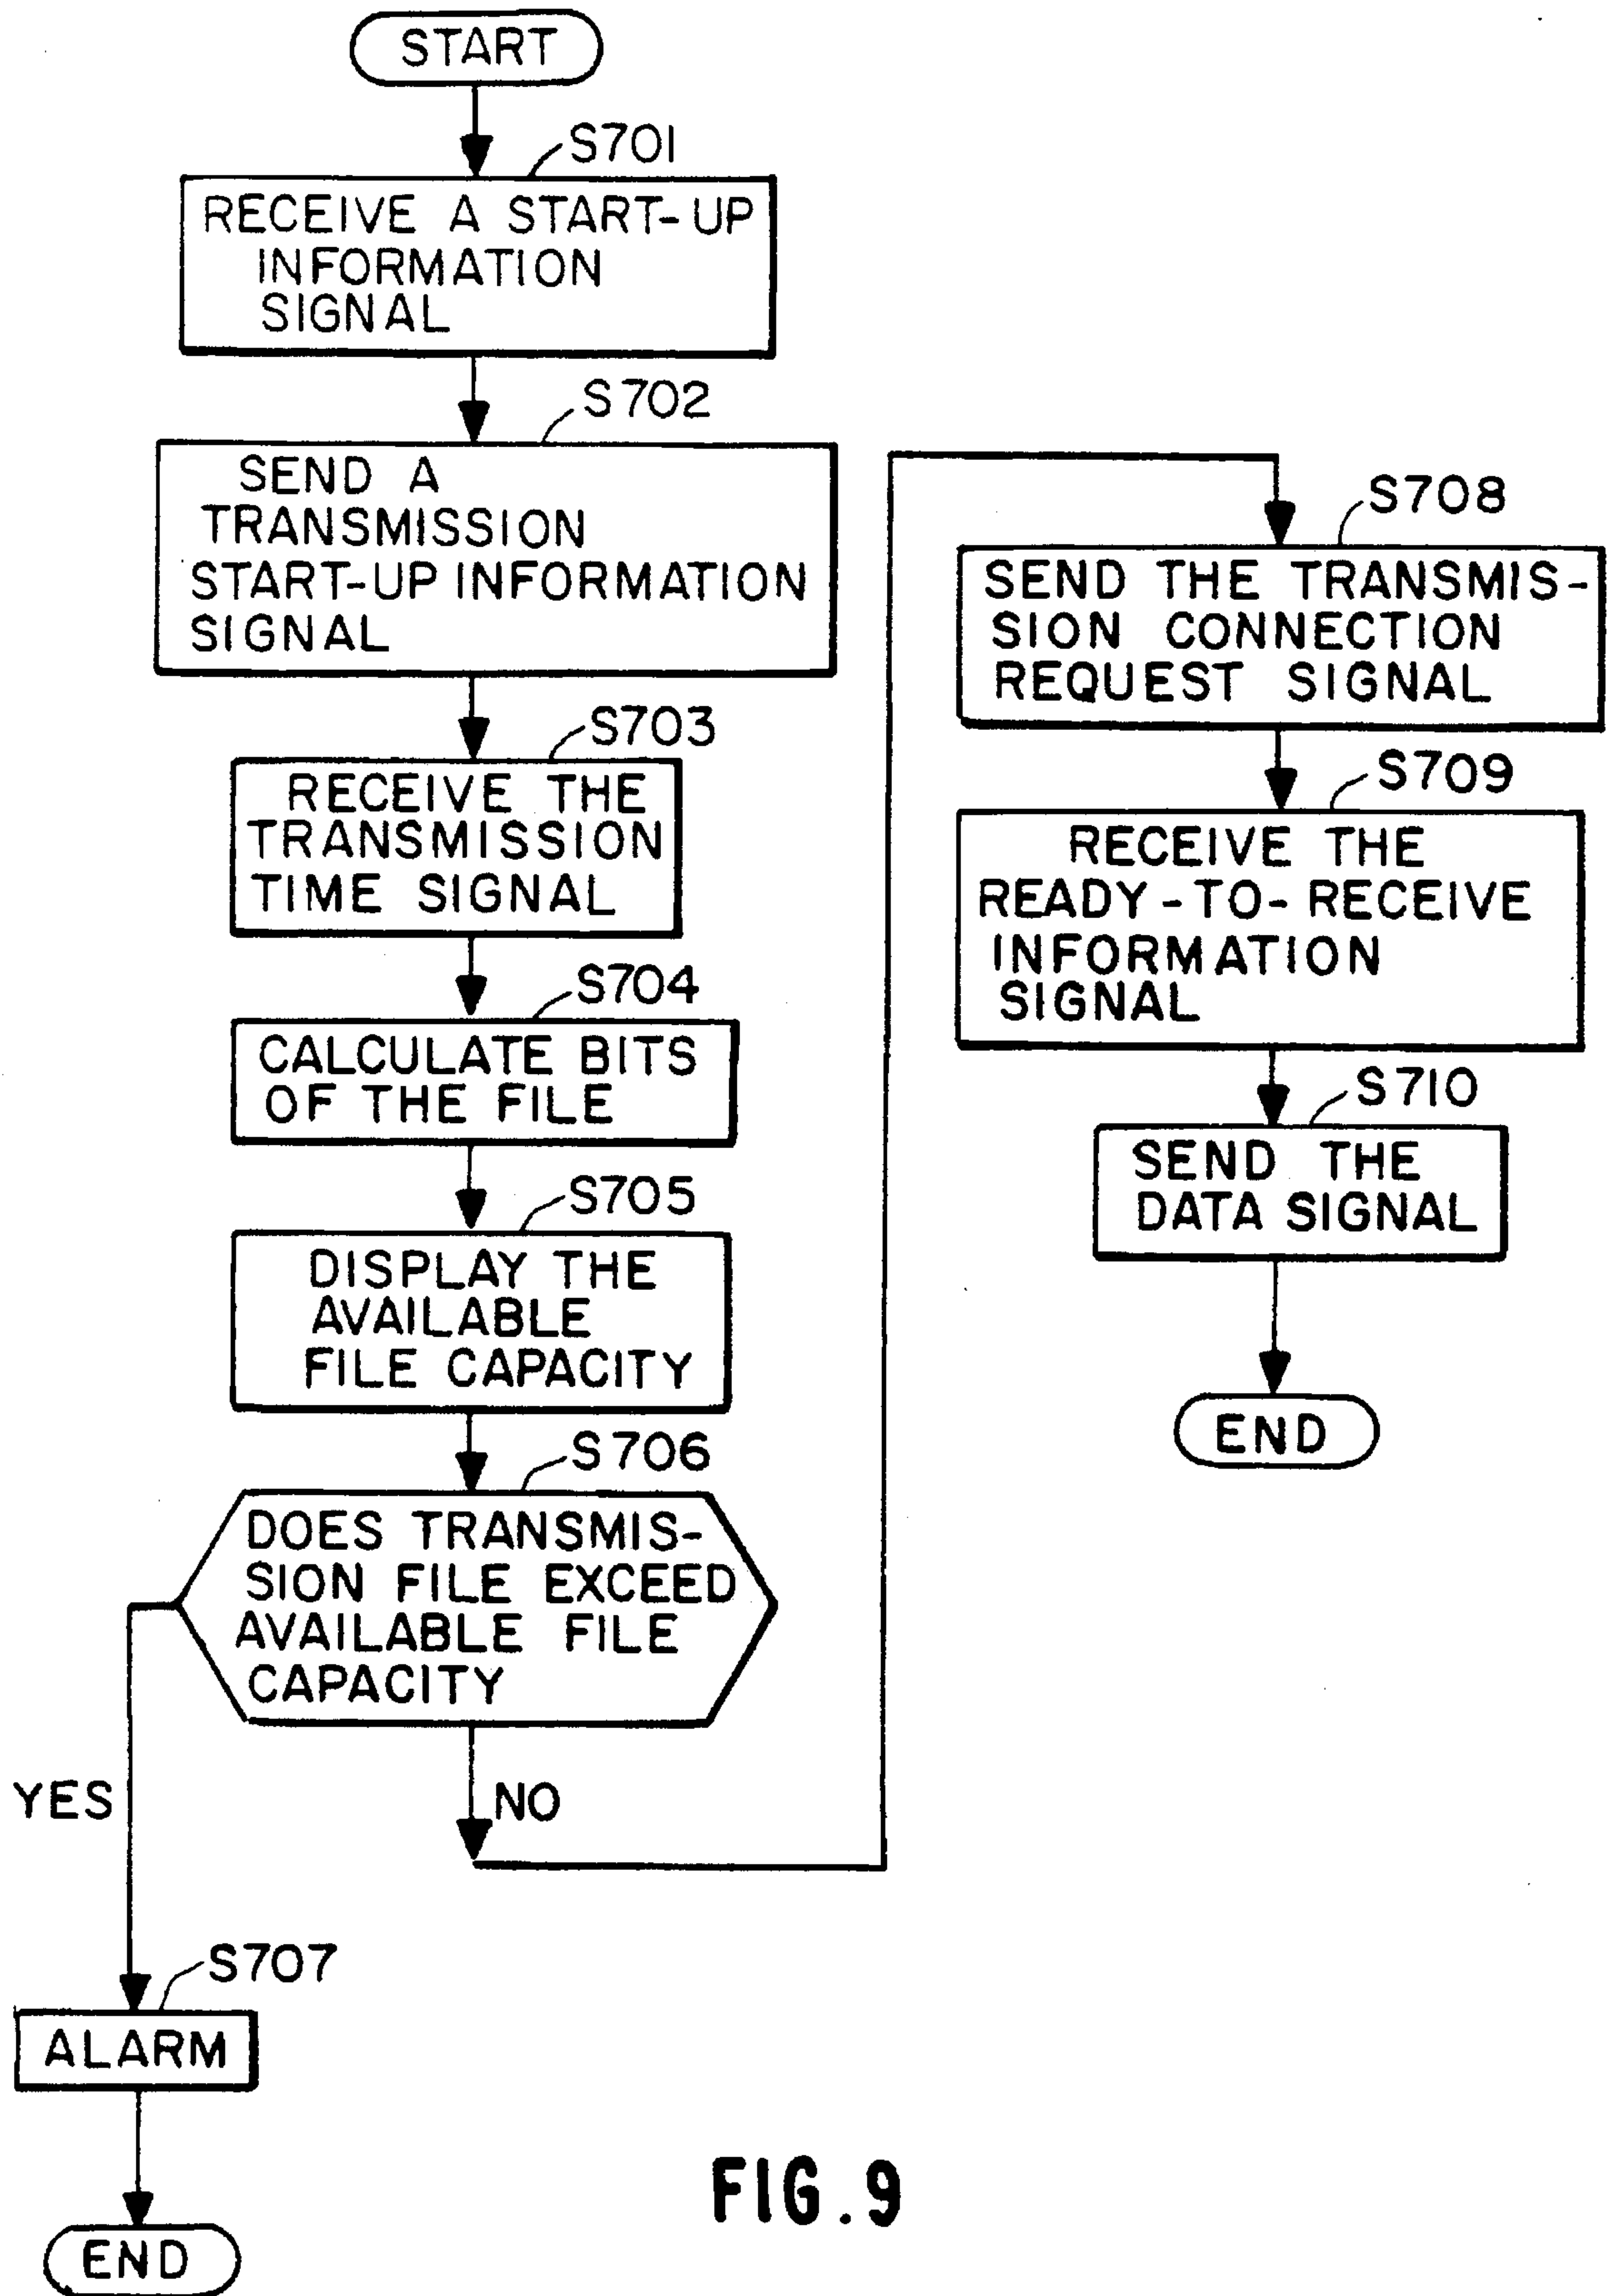 START
S701
RECEIVE A START-UP
INFORMATION
SIGNAL
S702
SEND A
TRANSMISSION
START-UP INFORMATION
SIGNAL
S703
RECEIVE THE
TRANSMISSION
TIME SIGNAL
S704
CALCULATE BITS
OF THE FILE
S705
DISPLAY THE
AVAILABLE
FILE CAPACITY
S706
DOES TRANSMIS-
SION FILE EXCEED
AVAILABLE FILE
CAPACITY
YES
NO
S707
ALARM
END
S708
SEND THE TRANSMIS-
SION CONNECTION
REQUEST SIGNAL
S709
RECEIVE THE
READY-TO-RECEIVE
INFORMATION
SIGNAL
S710
SEND THE
DATA SIGNAL
END
FIG.9